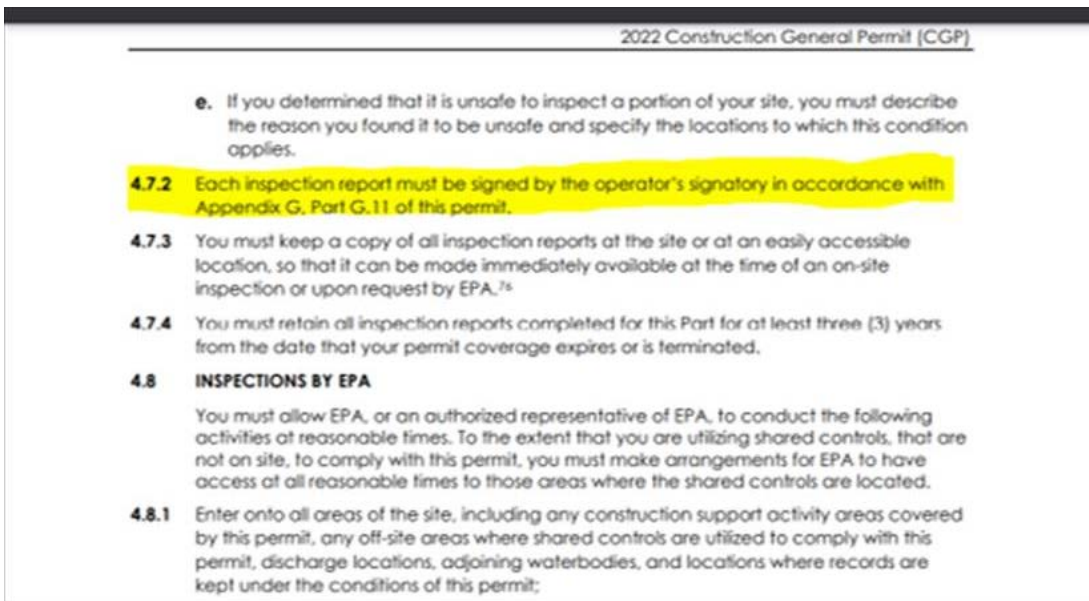 2022 Construction General Permit (CGP)
e. If you determined that it is unsafe to inspect a portion of your site, you must describe
the reason you found it to be unsafe and specify the locations to which this condition
applies.
4.7.2 Each inspection report must be signed by the operator's signatory in accordance with
Appendix G, Part G.11 of this permit.
4.7.3 You must keep a copy of all inspection reports at the site or at an easily accessible
location, so that it can be made immediately available at the time of an on-site
inspection or upon request by EPA.76
4.7.4 You must retain all inspection reports completed for this Part for at least three (3) years
from the date that your permit coverage expires or is terminated.
4.8 INSPECTIONS BY EPA
You must allow EPA, or an authorized representative of EPA, to conduct the following
activities at reasonable times. To the extent that you are utilizing shared controls, that are
not on site, to comply with this permit, you must make arrangements for EPA to have
access at all reasonable times to those areas where the shared controls are located.
4.8.1 Enter onto all areas of the site, including any construction support activity areas covered
by this permit, any off-site areas where shared controls are utilized to comply with this
permit, discharge locations, adjoining waterbodies, and locations where records are
kept under the conditions of this permit;